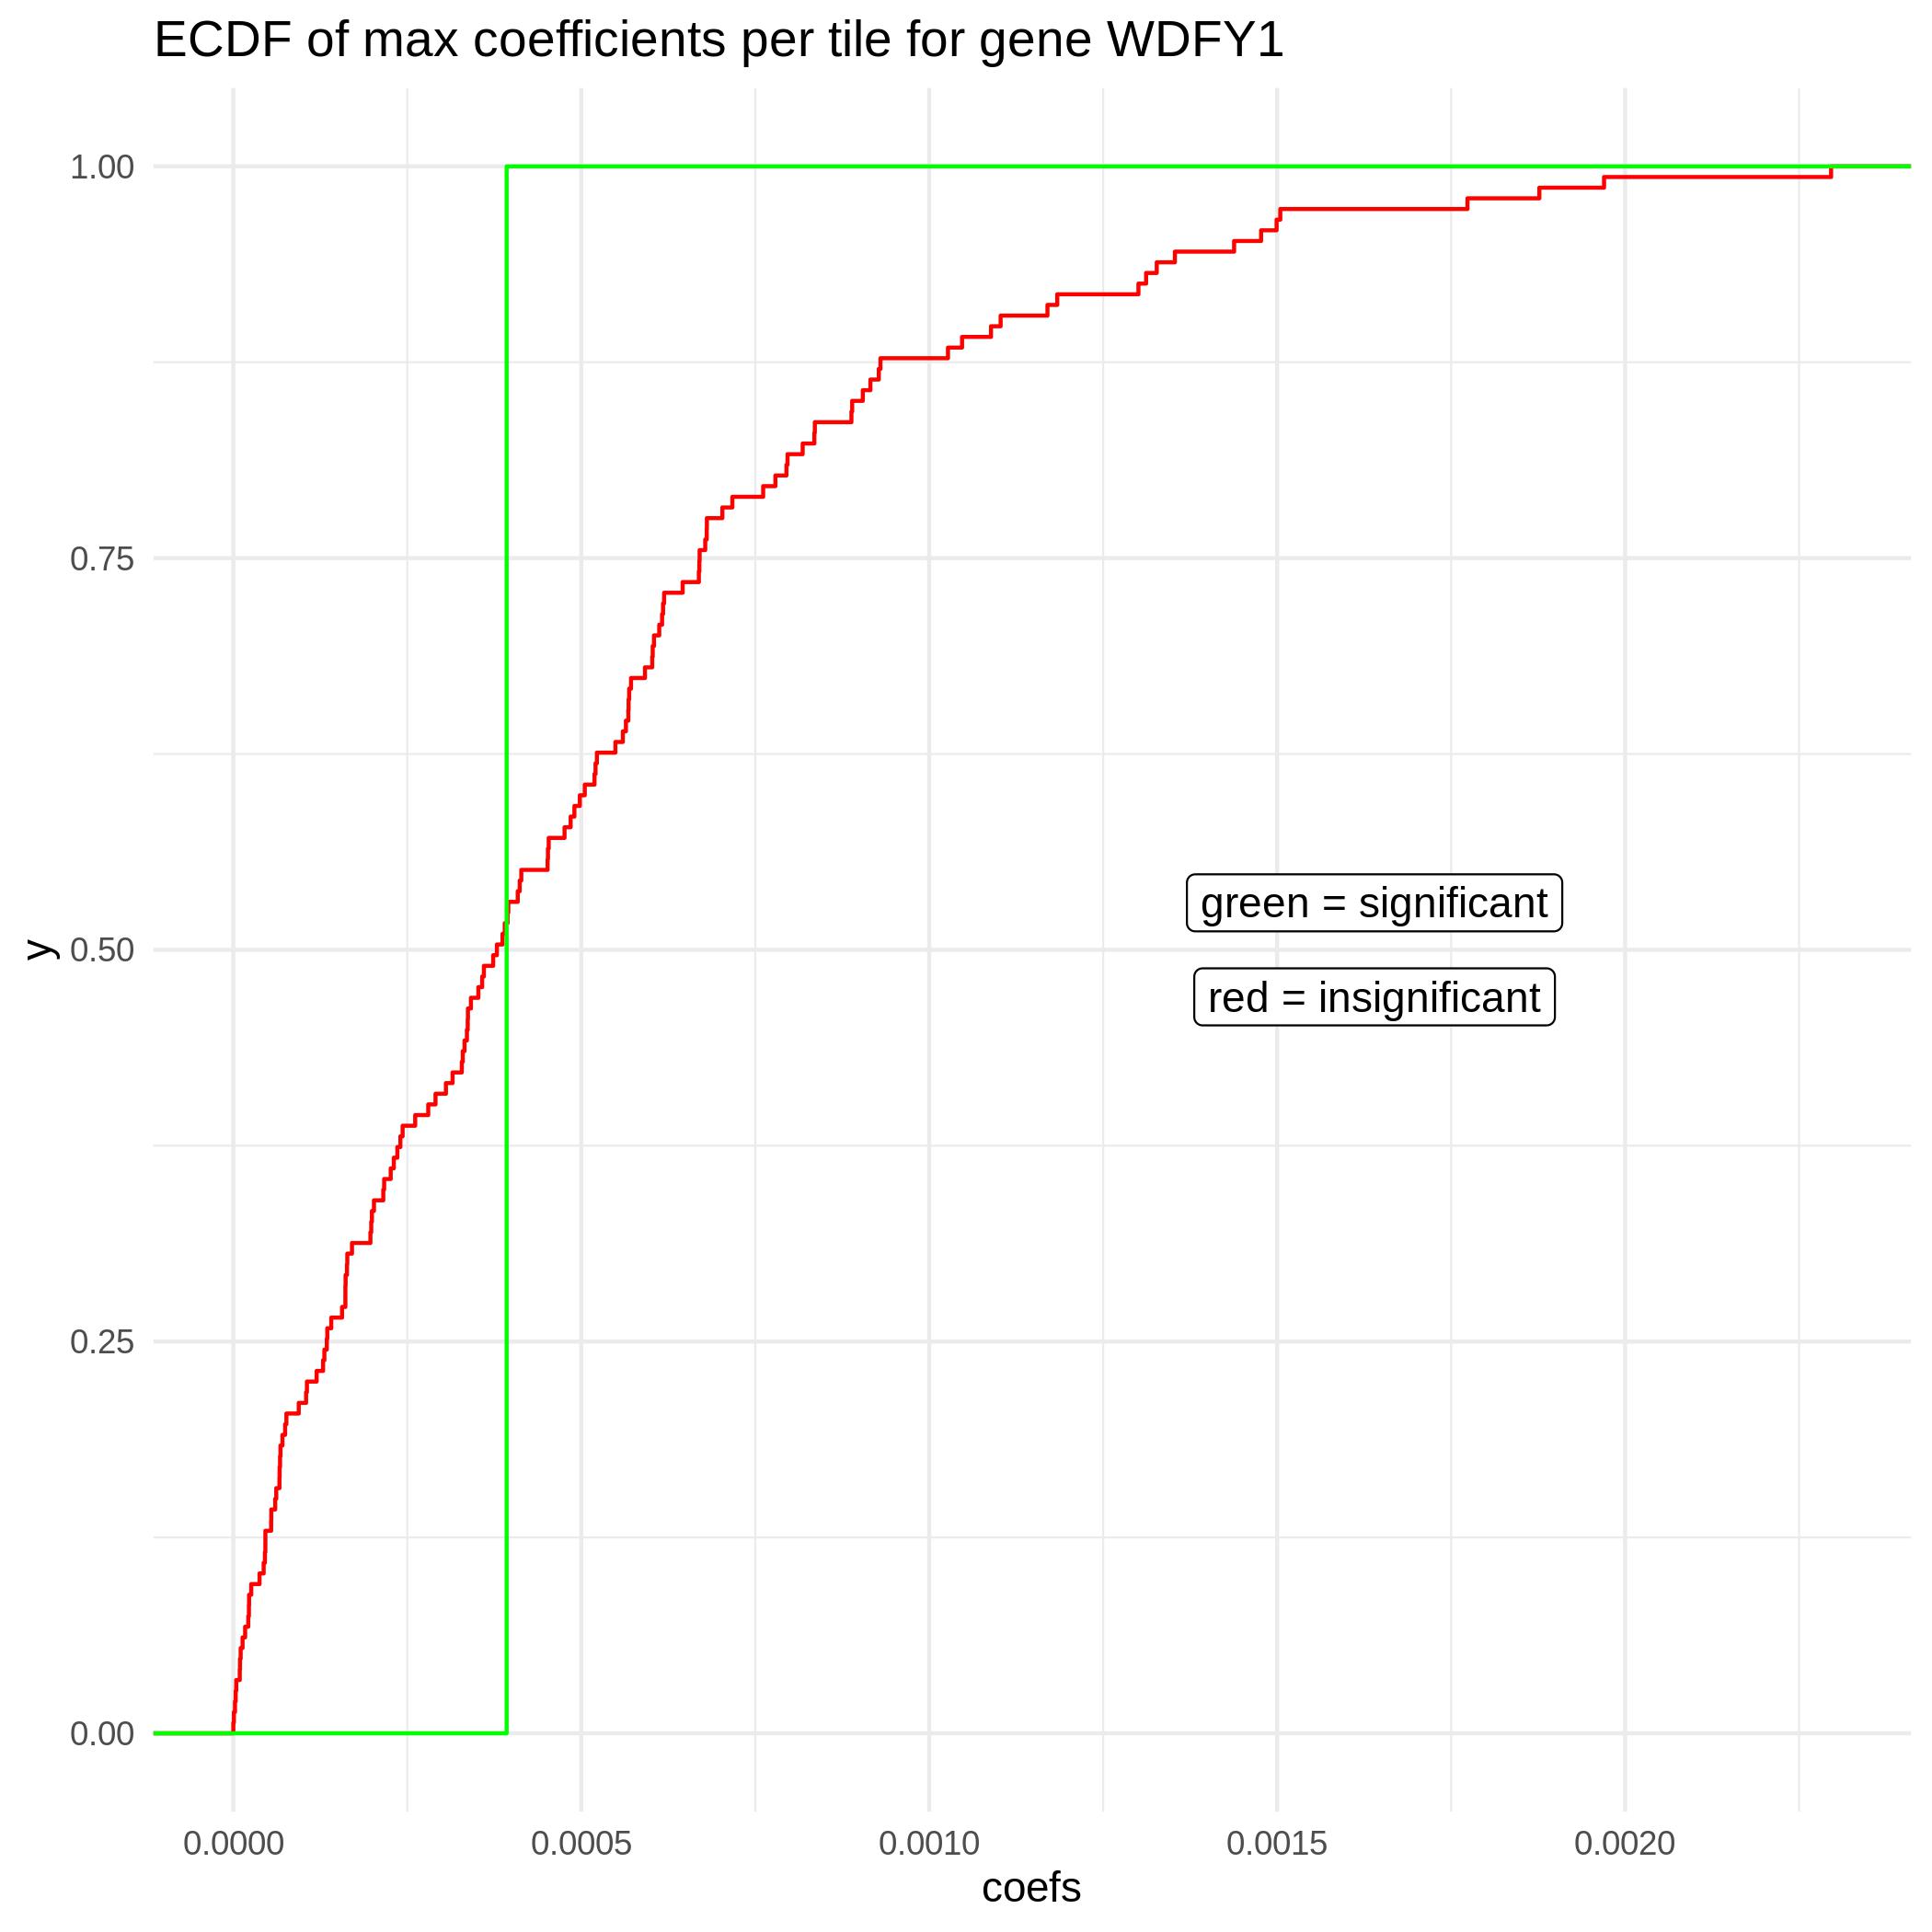 ECDF of max coefficients per tile for gene WDFY1
1.00
0.75
0.50
0.25
0.00
y
green = significant
red = insignificant
0.0000 0.0005 0.0010 0.0015 0.0020
coefs